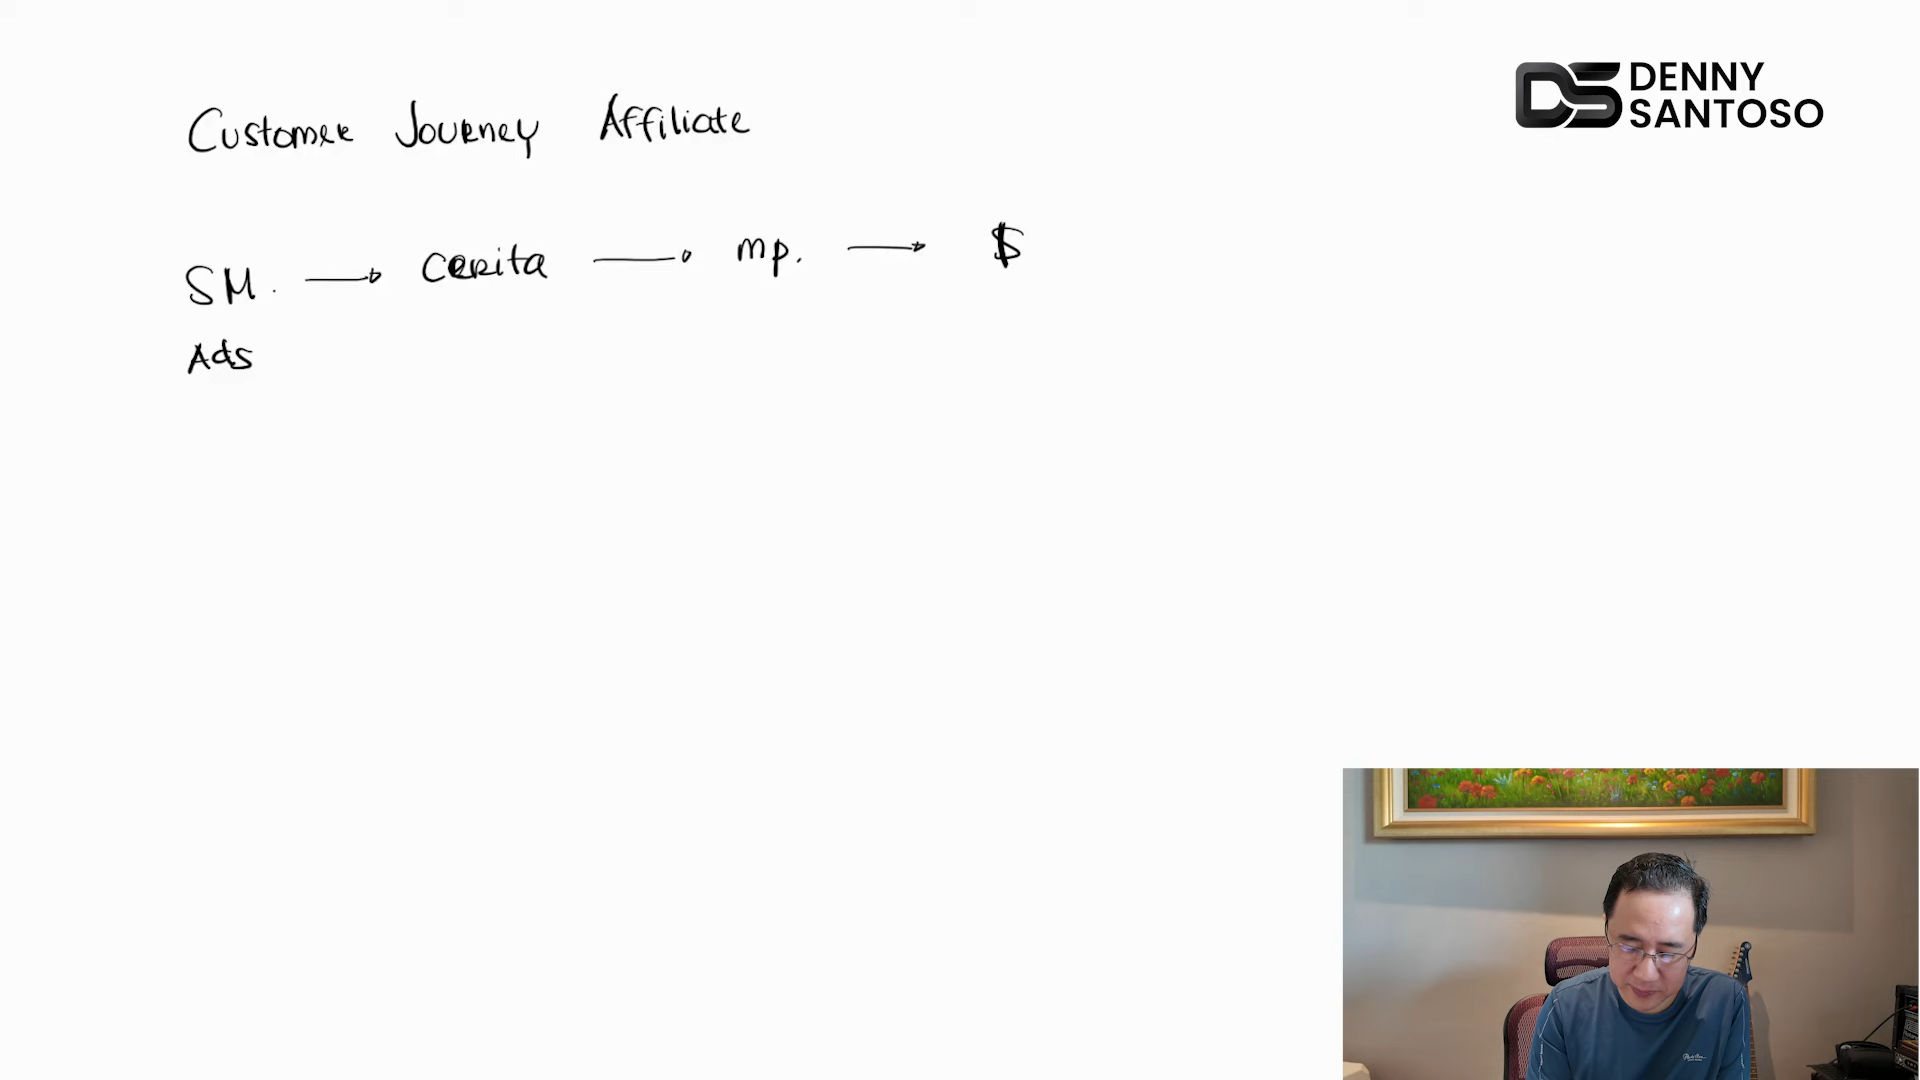 Customer Journey Affiliate
DENNY
SANTOSO
SM. → cerita → mp. → $
Ads